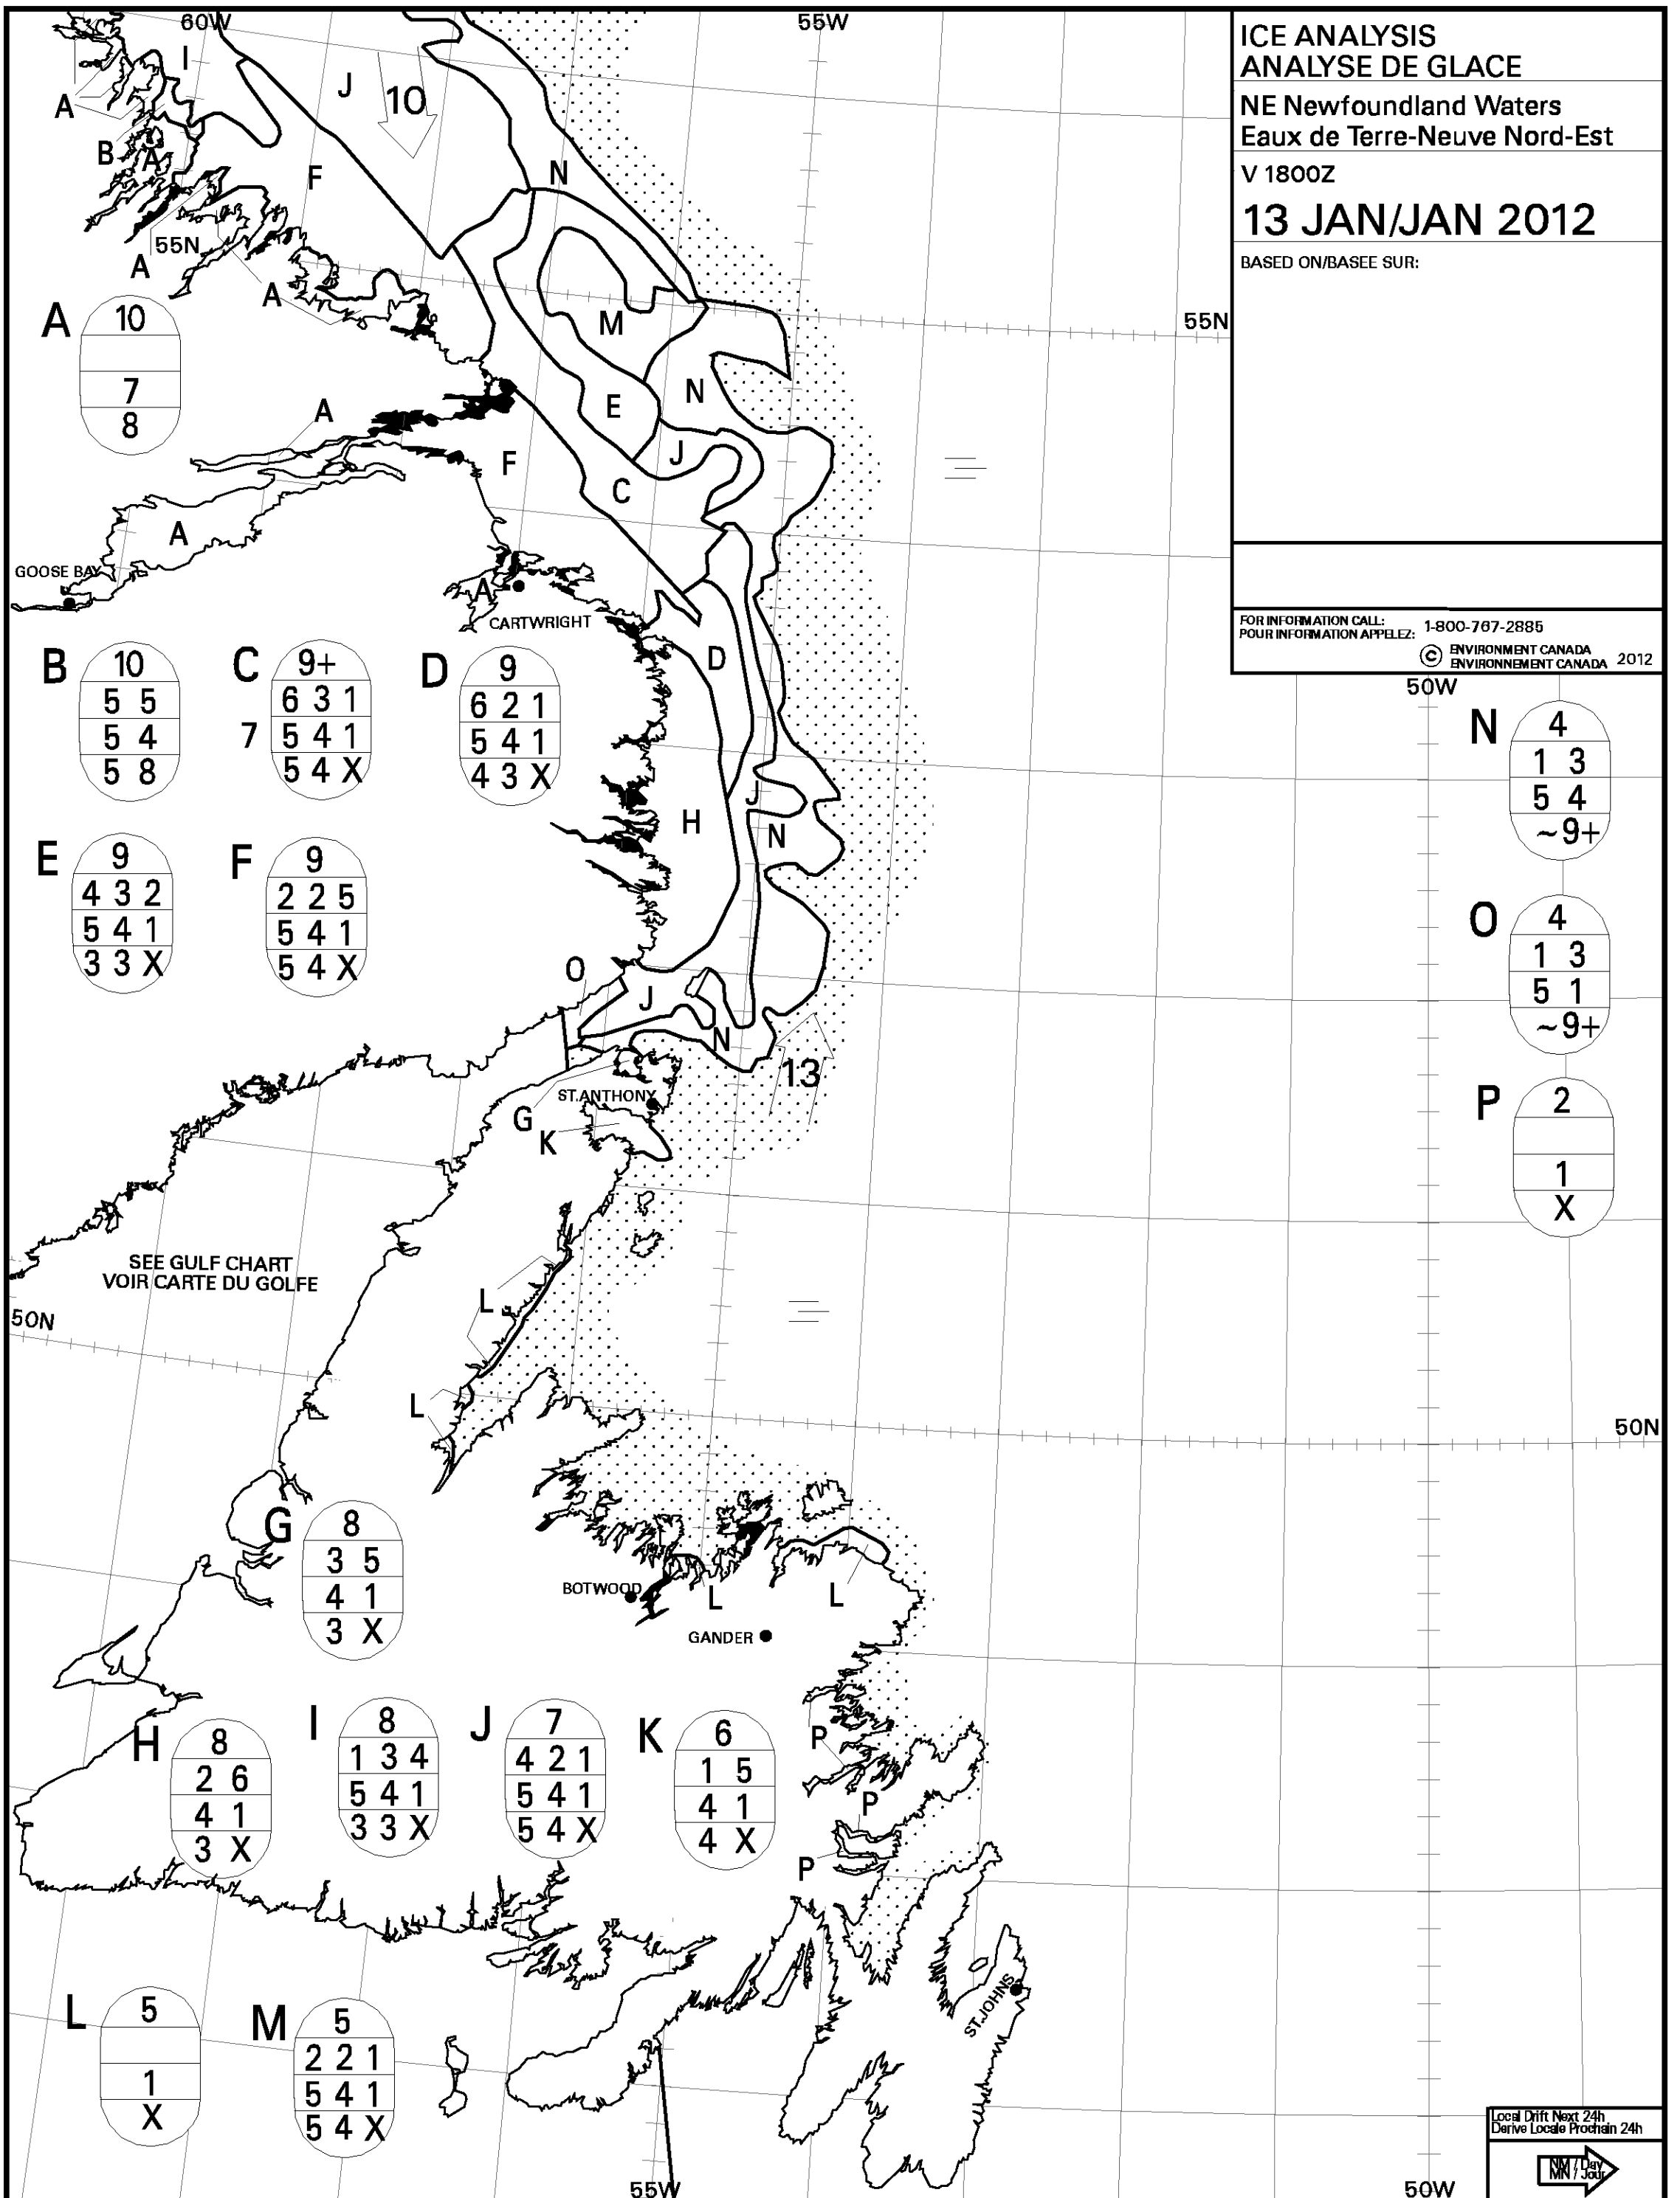 60W
55W
ICE ANALYSIS
ANALYSE DE GLACE
NE Newfoundland Waters
Eaux de Terre-Neuve Nord-Est
V 1800Z
13 JAN/JAN 2012
BASED ON/BASEE SUR:
FOR INFORMATION CALL:
POUR INFORMATION APPELEZ: 1-800-767-2885
© ENVIRONMENT CANADA
ENVIRONNEMENT CANADA 2012
I
J
10
A
B
A
F
N
55N
A
A
M
55N
A
10
7
8
N
E
A
J
F
C
A
GOOSE BAY
A
CARTWRIGHT
D
50W
B
10
5 5
5 4
5 8
C
9+
6 3 1
7 5 4 1
5 4 X
D
9
6 2 1
5 4 1
4 3 X
N
4
1 3
5 4
~9+
J
H
N
E
9
4 3 2
5 4 1
3 3 X
F
9
2 2 5
5 4 1
5 4 X
O
4
1 3
5 1
~9+
O
J
N
13
P
2
1
X
ST.ANTHONY
G
K
SEE GULF CHART
VOIR CARTE DU GOLFE
L
50N
L
50N
G
8
3 5
4 1
3 X
BOTWOOD
L
L
GANDER
H
8
2 6
4 1
3 X
I
8
1 3 4
5 4 1
3 3 X
J
7
4 2 1
5 4 1
5 4 X
K
6
1 5
4 1
4 X
P
P
P
ST.JOHNS
L
5
1
X
M
5
2 2 1
5 4 1
5 4 X
55W
50W
Local Drift Next 24h
Derive Locale Prochain 24h
NM / Day
MN / Jour